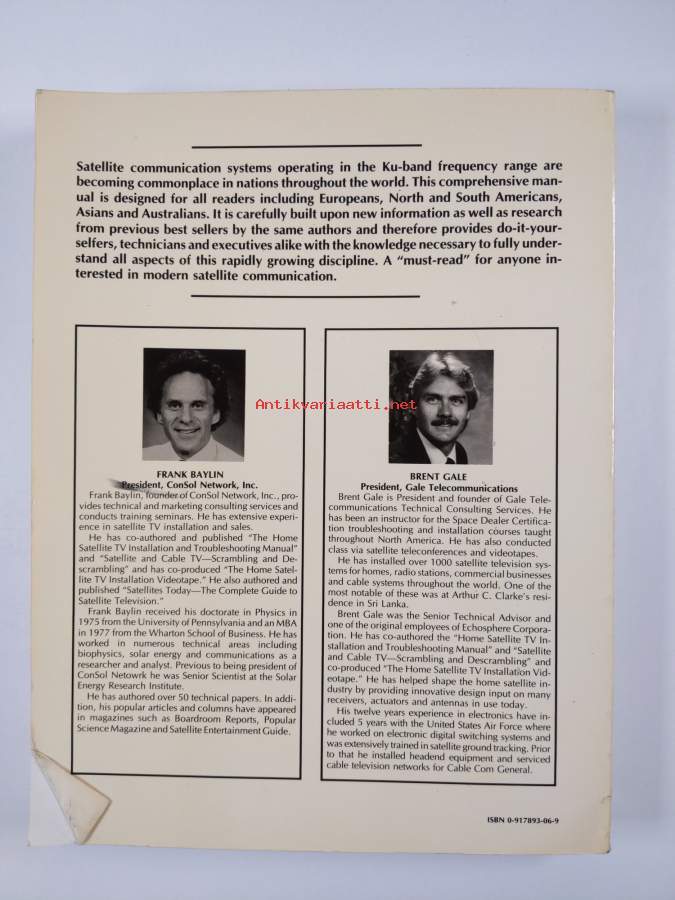 Satellite communication systems operating in the Ku-band frequency range are
becoming commonplace in nations throughout the world. This comprehensive man-
ual is designed for all readers including Europeans, North and South Americans,
Asians and Australians. It is carefully built upon new information as well as research
from previous best sellers by the same authors and therefore provides do-it-your-
selfers, technicians and executives alike with the knowledge necessary to fully under-
stand all aspects of this rapidly growing discipline. A “must-read” for anyone in-
terested in modern satellite communication.
Antikvariaatti.net
FRANK BAYLIN
President, ConSol Network, Inc.
Frank Baylin, founder of ConSol Network, Inc., pro-
vides technical and marketing consulting services and
conducts training seminars. He has extensive experi-
ence in satellite TV installation and sales.
He has co-authored and published “The Home
Satellite TV Installation and Troubleshooting Manual”
and “Satellite and Cable TV—Scrambling and De-
scrambling” and has co-produced “The Home Satel-
lite TV Installation Videotape.” He also authored and
published “Satellites Today—The Complete Guide to
Satellite Television.”
Frank Baylin received his doctorate in Physics in
1975 from the University of Pennsylvania and an MBA
in 1977 from the Wharton School of Business. He has
worked in numerous technical areas including
biophysics, solar energy and communications as a
researcher and analyst. Previous to being president of
ConSol Netowrk he was Senior Scientist at the Solar
Energy Research Institute.
He has authored over 50 technical papers. In addi-
tion, his popular articles and columns have appeared
in magazines such as Boardroom Reports, Popular
Science Magazine and Satellite Entertainment Guide.
BRENT GALE
President, Gale Telecommunications
Brent Gale is President and founder of Gale Tele-
communications Technical Consulting Services. He
has been an instructor for the Space Dealer Certifica-
tion troubleshooting and installation courses taught
throughout North America. He has also conducted
class via satellite teleconferences and videotapes.
He has installed over 1000 satellite television sys-
tems for homes, radio stations, commercial businesses
and cable systems throughout the world. One of the
most notable of these was at Arthur C. Clarke's resi-
dence in Sri Lanka.
Brent Gale was the Senior Technical Advisor and
one of the original employees of Echosphere Corpora-
tion. He has co-authored the “Home Satellite TV In-
stallation and Troubleshooting Manual” and “Satellite
and Cable TV—Scrambling and Descrambling” and
co-produced “The Home Satellite TV Installation Vid-
eotape.” He has helped shape the home satellite in-
dustry by providing innovative design input on many
receivers, actuators and antennas in use today.
His twelve years experience in electronics have in-
cluded 5 years with the United States Air Force where
he worked on electronic digital switching systems and
was extensively trained in satellite ground tracking. Prior
to that he installed headend equipment and serviced
cable television networks for Cable Com General.
ISBN 0-917893-06-9